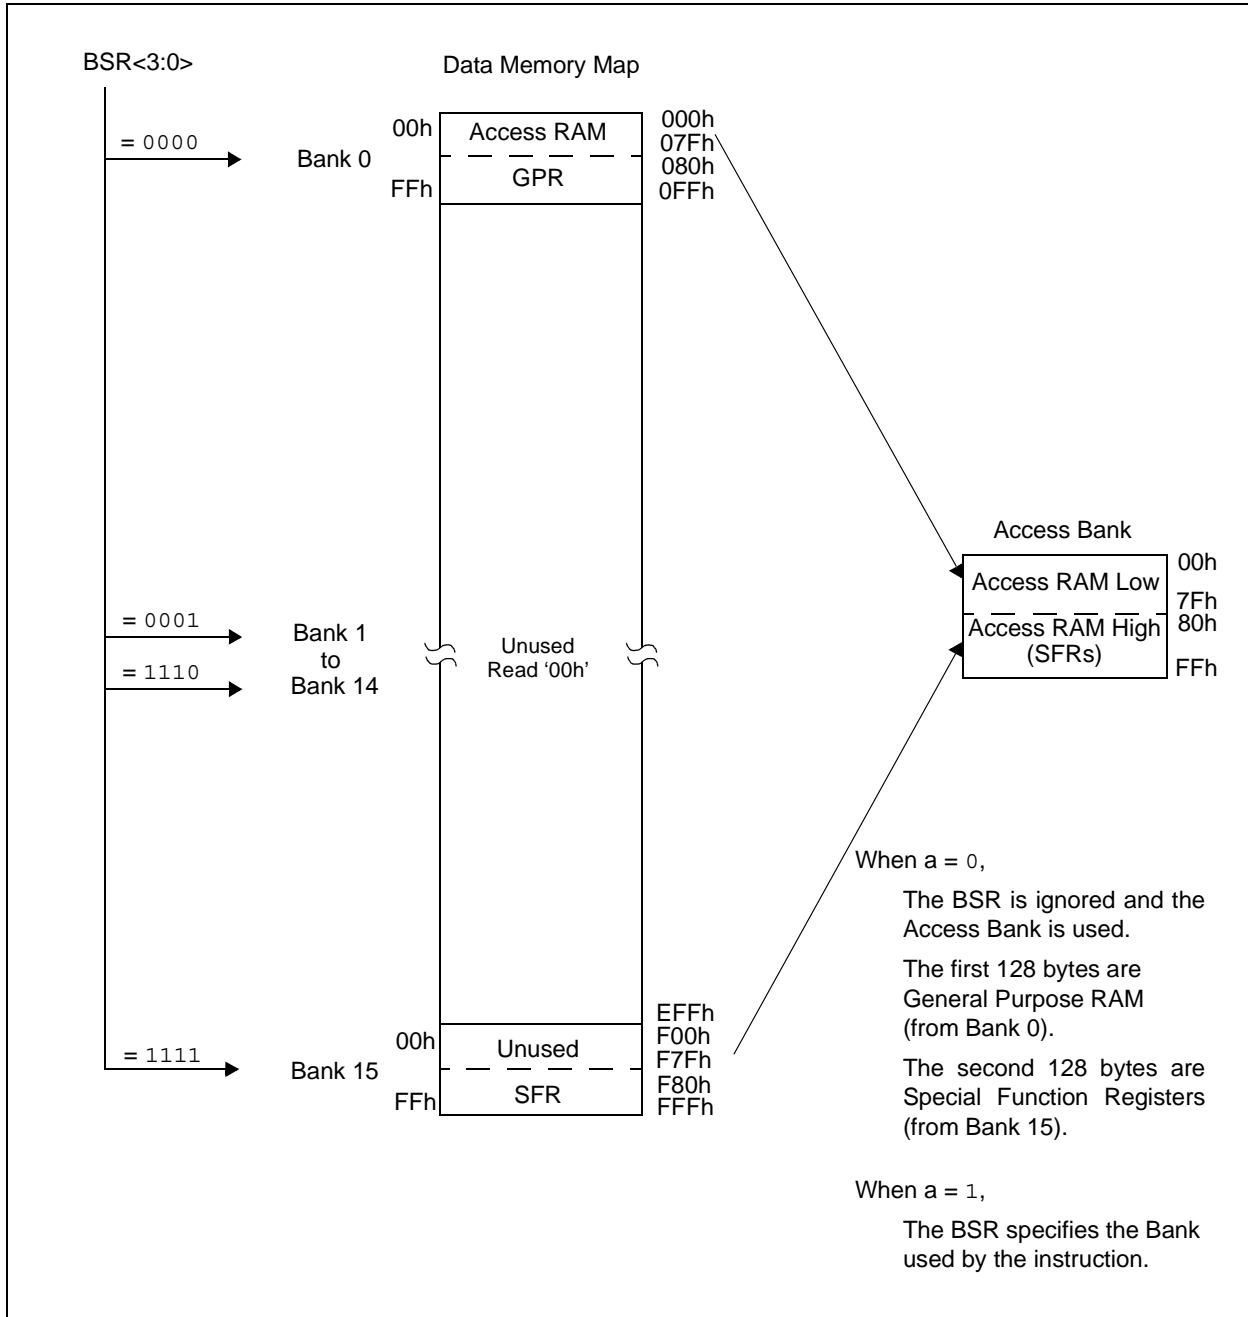 BSR<3:0>
Data Memory Map
= 0000
Bank 0
00h
FFh
Access RAM
GPR
000h
07Fh
080h
0FFh
= 0001
= 1110
Bank 1
to
Bank 14
Unused
Read ‘00h’
Access Bank
Access RAM Low
Access RAM High
(SFRs)
00h
7Fh
80h
FFh
= 1111
Bank 15
00h
FFh
Unused
SFR
EFFh
F00h
F7Fh
F80h
FFFh
When a = 0,
The BSR is ignored and the
Access Bank is used.
The first 128 bytes are
General Purpose RAM
(from Bank 0).
The second 128 bytes are
Special Function Registers
(from Bank 15).
When a = 1,
The BSR specifies the Bank
used by the instruction.